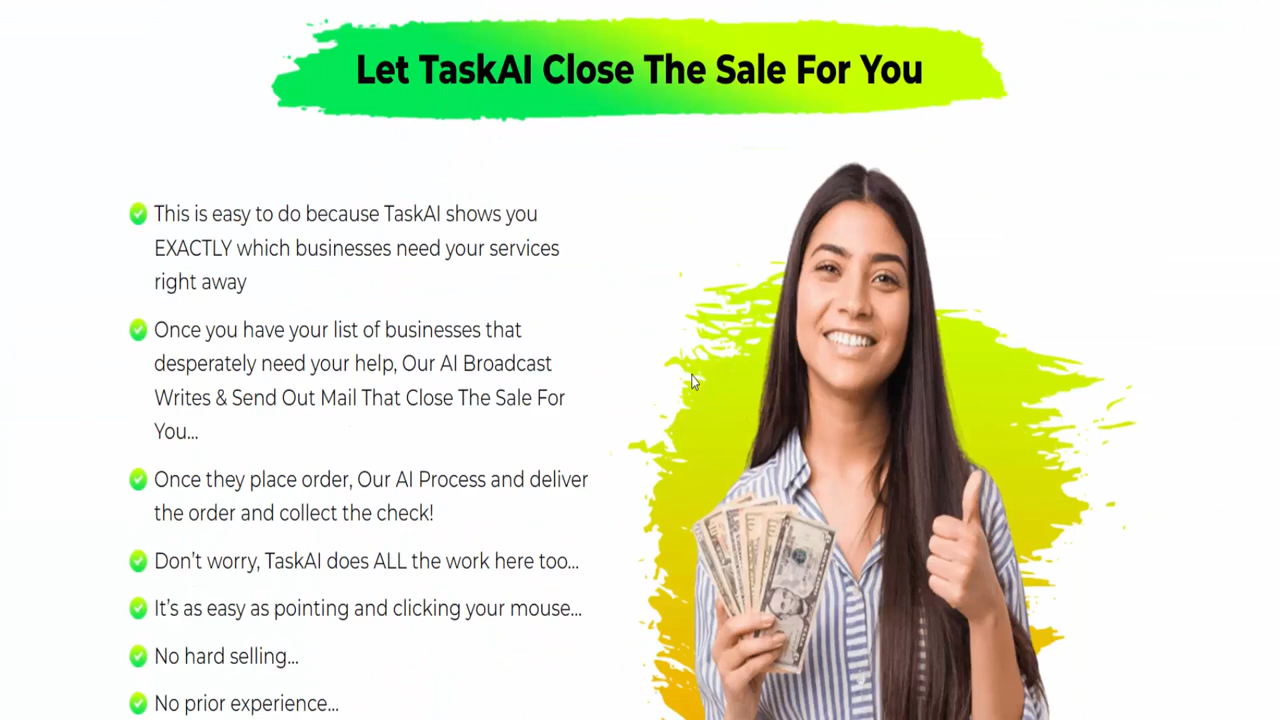 Let TaskAI Close The Sale For You
This is easy to do because TaskAI shows you
EXACTLY which businesses need your services
right away
Once you have your list of businesses that
desperately need your help, Our AI Broadcast
Writes & Send Out Mail That Close The Sale For
You...
Once they place order, Our AI Process and deliver
the order and collect the check!
Don't worry, TaskAI does ALL the work here too...
It's as easy as pointing and clicking your mouse...
No hard selling...
No prior experience...